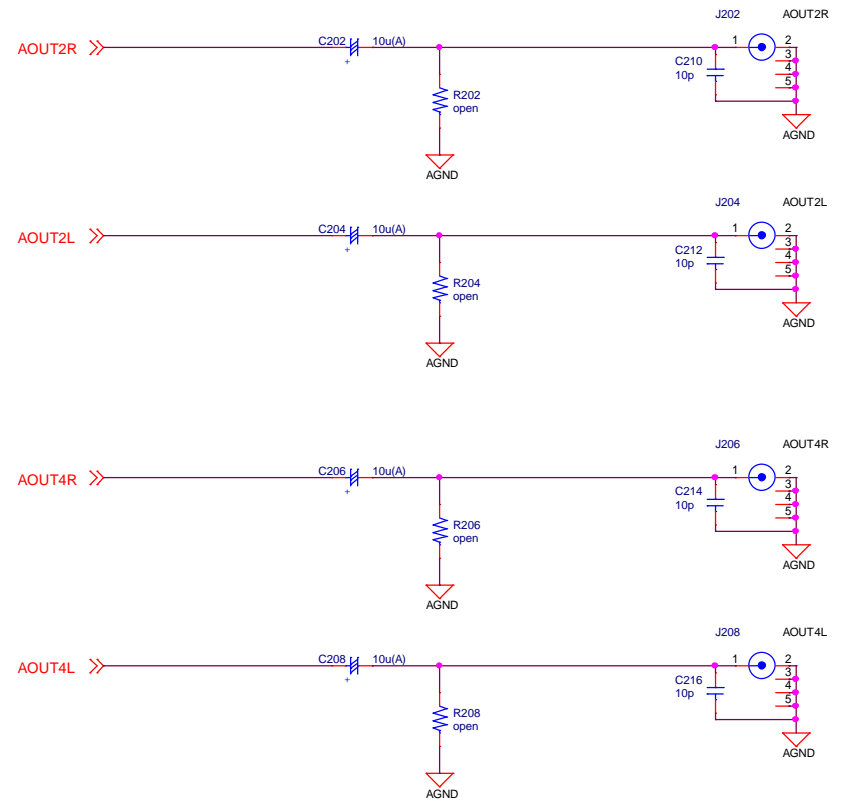 J202 AOUT2R
AOUT2R C202 10u(A) 1 2
+ 3
C210 4
10p 5
R202
open
AGND
AGND
J204 AOUT2L
AOUT2L C204 10u(A) 1 2
+ 3
C212 4
10p 5
R204
open
AGND
AGND
J206 AOUT4R
AOUT4R C206 10u(A) 1 2
+ 3
C214 4
10p 5
R206
open
AGND
AGND
J208 AOUT4L
AOUT4L C208 10u(A) 1 2
+ 3
C216 4
10p 5
R208
open
AGND
AGND